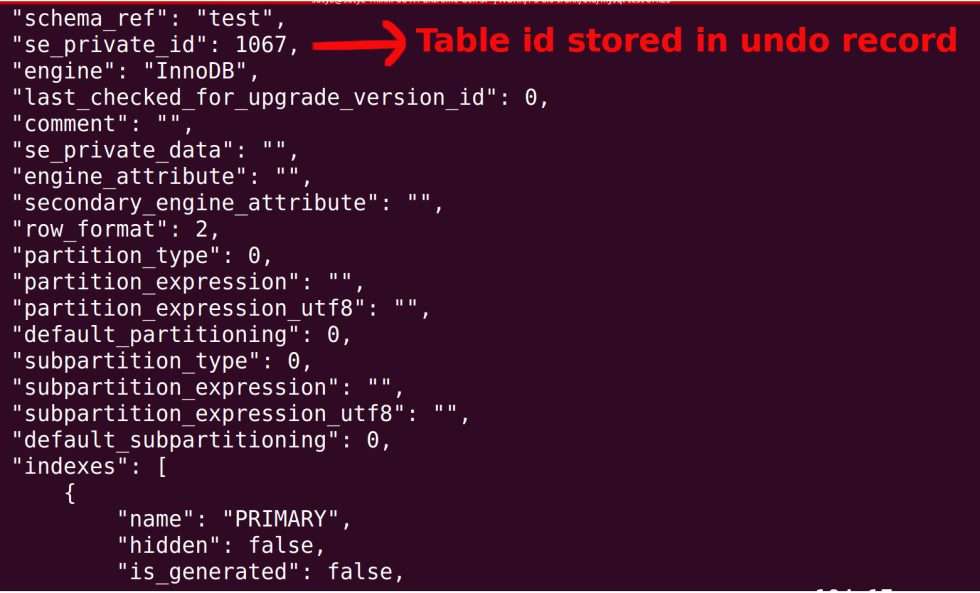 "schema_ref": "test",
"se_private_id": 1067, Table id stored in undo record
"engine": "InnoDB",
"last_checked_for_upgrade_version_id": 0,
"comment": "",
"se_private_data": "",
"engine_attribute": "",
"secondary_engine_attribute": "",
"row_format": 2,
"partition_type": 0,
"partition_expression": "",
"partition_expression_utf8": "",
"default_partitioning": 0,
"subpartition_type": 0,
"subpartition_expression": "",
"subpartition_expression_utf8": "",
"default_subpartitioning": 0,
"indexes": [
{
"name": "PRIMARY",
"hidden": false,
"is_generated": false,